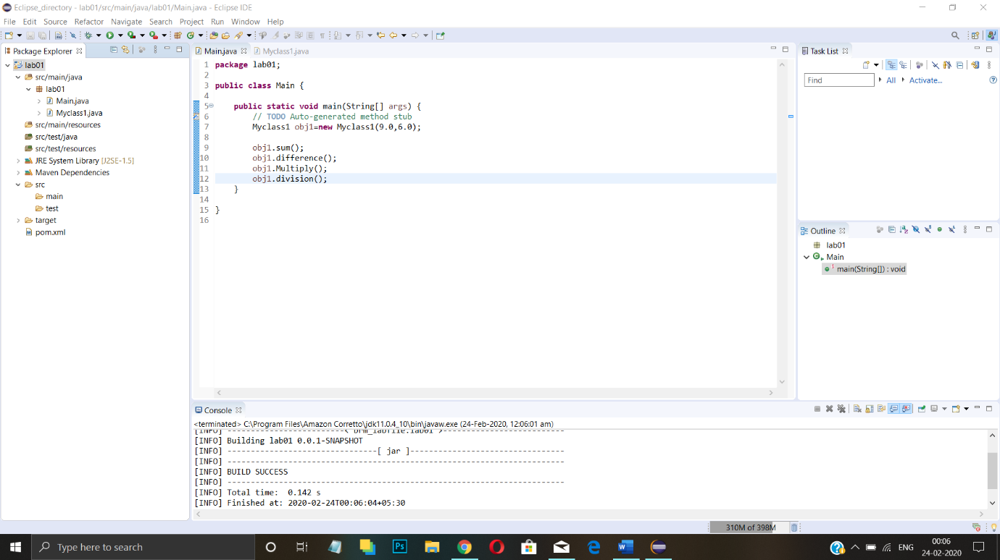 Eclipse_directory - lab01/src/main/java/lab01/Main.java - Eclipse IDE
File Edit Source Refactor Navigate Search Project Run Window Help
Package Explorer
lab01
src/main/java
lab01
Main.java
Myclass1.java
src/main/resources
src/test/java
src/test/resources
JRE System Library [J2SE-1.5]
Maven Dependencies
src
main
test
target
pom.xml
Main.java Myclass1.java
1 package lab01;
2
3 public class Main {
4
5 public static void main(String[] args) {
6 // TODO Auto-generated method stub
7 Myclass1 obj1=new Myclass1(9.0,6.0);
8
9 obj1.sum();
10 obj1.difference();
11 obj1.Multiply();
12 obj1.division();
13 }
14
15 }
16
Task List
Find All Activate...
Outline
lab01
Main
main(String[]) : void
Console
<terminated> C:\Program Files\Amazon Corretto\jdk11.0.4_10\bin\javaw.exe (24-Feb-2020, 12:06:01 am)
[INFO] -------------------------< brm_labfile:lab01 >--------------------------
[INFO] Building lab01 0.0.1-SNAPSHOT
[INFO] --------------------------------[ jar ]---------------------------------
[INFO] ------------------------------------------------------------------------
[INFO] BUILD SUCCESS
[INFO] ------------------------------------------------------------------------
[INFO] Total time:  0.142 s
[INFO] Finished at: 2020-02-24T00:06:04+05:30
310M of 398M
Type here to search
Ps
ENG
00:06
24-02-2020